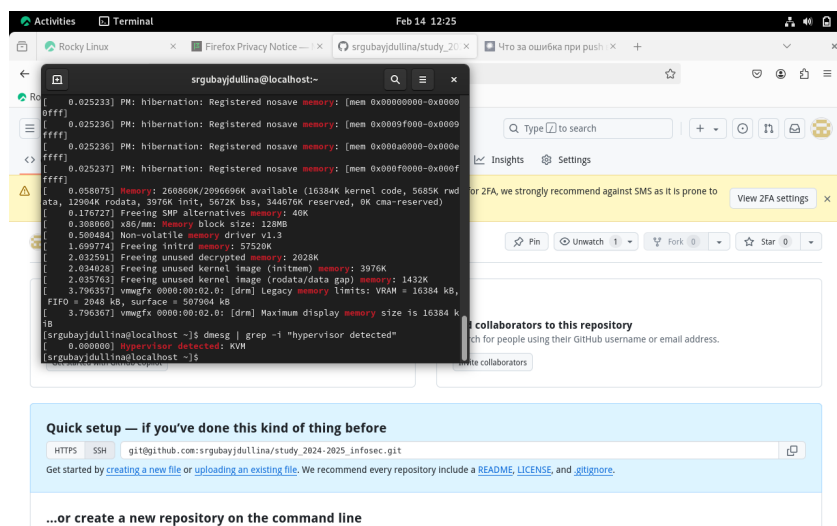 Activities Terminal Feb 14 12:25
Rocky Linux × Firefox Privacy Notice — × srgubayjdullina/study_20 × Что за ошибка при push × +
srgubayjdullina@localhost:~
Ro
[    0.025233] PM: hibernation: Registered nosave memory: [mem 0x00000000-0x0000
0fff]
[    0.025236] PM: hibernation: Registered nosave memory: [mem 0x0009f000-0x0009
ffff]
[    0.025236] PM: hibernation: Registered nosave memory: [mem 0x000a0000-0x000e
ffff]
[    0.025237] PM: hibernation: Registered nosave memory: [mem 0x000f0000-0x000f
ffff]
[    0.058075] Memory: 260860K/2096696K available (16384K kernel code, 5685K rwd
ata, 12904K rodata, 3976K init, 5672K bss, 344676K reserved, 0K cma-reserved)
[    0.176727] Freeing SMP alternatives memory: 40K
[    0.308060] x86/mm: Memory block size: 128MB
[    0.500484] Non-volatile memory driver v1.3
[    1.699774] Freeing initrd memory: 57520K
[    2.032591] Freeing unused decrypted memory: 2028K
[    2.034028] Freeing unused kernel image (initmem) memory: 3976K
[    2.035763] Freeing unused kernel image (rodata/data gap) memory: 1432K
[    3.796357] vmwgfx 0000:00:02.0: [drm] Legacy memory limits: VRAM = 16384 kB,
FIFO = 2048 kB, surface = 507904 kB
[    3.796367] vmwgfx 0000:00:02.0: [drm] Maximum display memory size is 16384 k
iB
[srgubayjdullina@localhost ~]$ dmesg | grep -i "hypervisor detected"
[    0.000000] Hypervisor detected: KVM
[srgubayjdullina@localhost ~]$
Type / to search
Insights Settings
or 2FA, we strongly recommend against SMS as it is prone to
View 2FA settings ×
Pin Unwatch 1 Fork 0 Star 0
d collaborators to this repository
rch for people using their GitHub username or email address.
Get started with GitHub Copilot
Invite collaborators
Quick setup — if you've done this kind of thing before
HTTPS SSH git@github.com:srgubayjdullina/study_2024-2025_infosec.git
Get started by creating a new file or uploading an existing file. We recommend every repository include a README, LICENSE, and .gitignore.
...or create a new repository on the command line